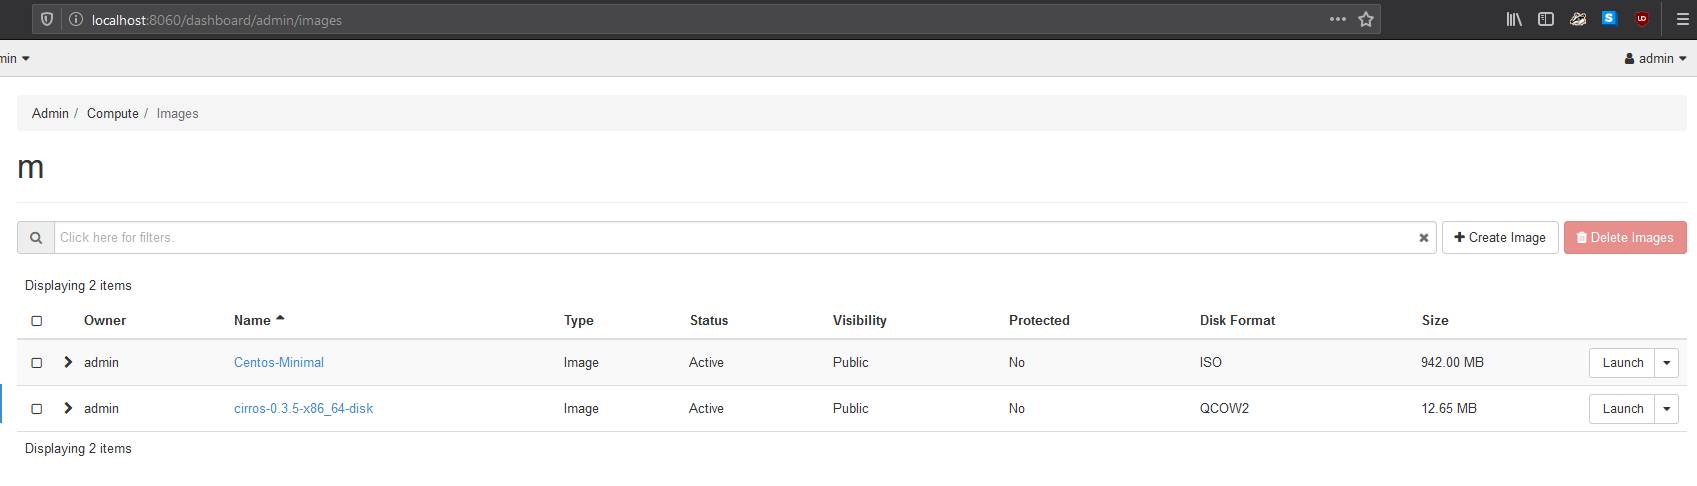 localhost:8060/dashboard/admin/images
min
admin
Admin / Compute / Images
m
Click here for filters.
Create Image
Delete Images
Displaying 2 items
Owner Name Type Status Visibility Protected Disk Format Size
admin Centos-Minimal Image Active Public No ISO 942.00 MB Launch
admin cirros-0.3.5-x86_64-disk Image Active Public No QCOW2 12.65 MB Launch
Displaying 2 items